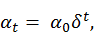 αₜ = α₀δᵗ,